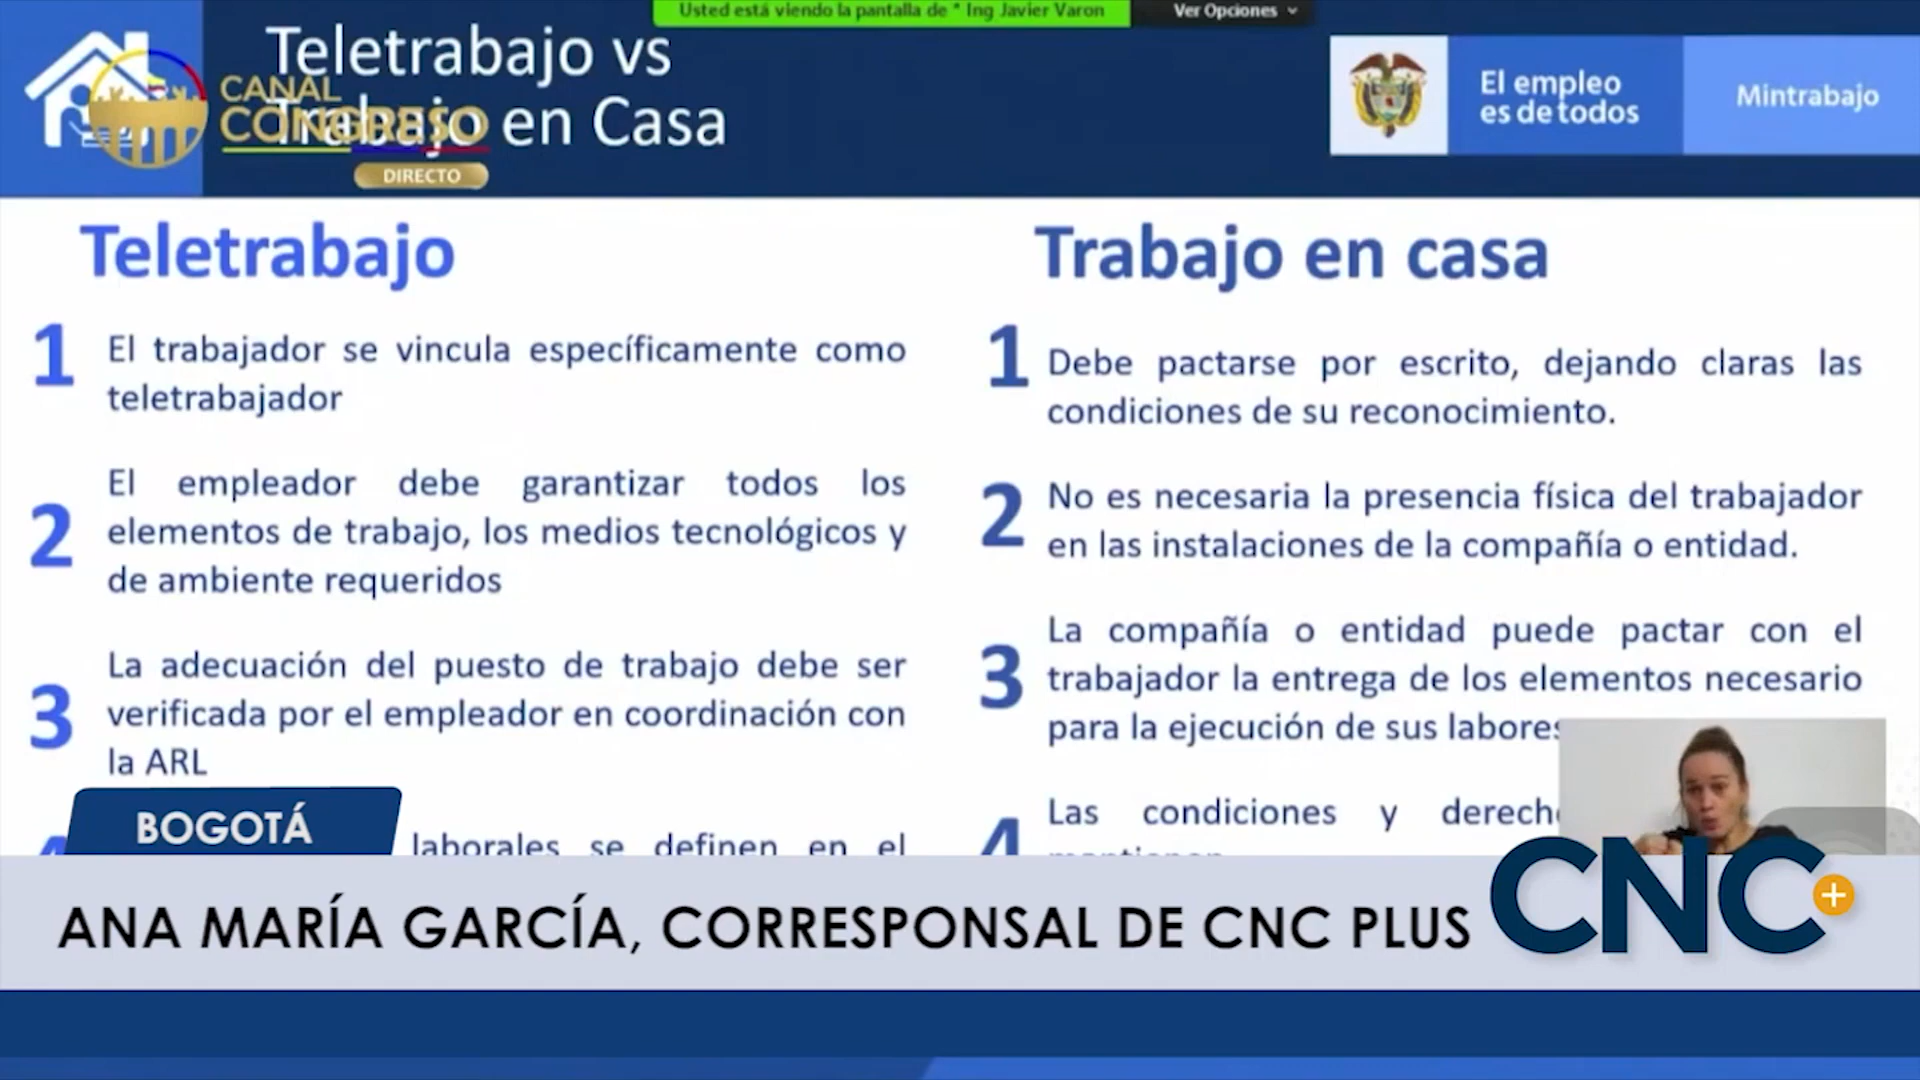 Usted está viendo la pantalla de * Ing Javier Varon
Ver Opciones
Teletrabajo vs
Trabajo en Casa
CANAL
CONGRESO
DIRECTO
El empleo
es de todos
Mintrabajo
Teletrabajo
1 El trabajador se vincula específicamente como
teletrabajador
2 El empleador debe garantizar todos los
elementos de trabajo, los medios tecnológicos y
de ambiente requeridos
3 La adecuación del puesto de trabajo debe ser
verificada por el empleador en coordinación con
la ARL
4 laborales se definen en el
Trabajo en casa
1 Debe pactarse por escrito, dejando claras las
condiciones de su reconocimiento.
2 No es necesaria la presencia física del trabajador
en las instalaciones de la compañía o entidad.
3 La compañía o entidad puede pactar con el
trabajador la entrega de los elementos necesario
para la ejecución de sus labores
4 Las condiciones y derech
BOGOTÁ
ANA MARÍA GARCÍA, CORRESPONSAL DE CNC PLUS
CNC+